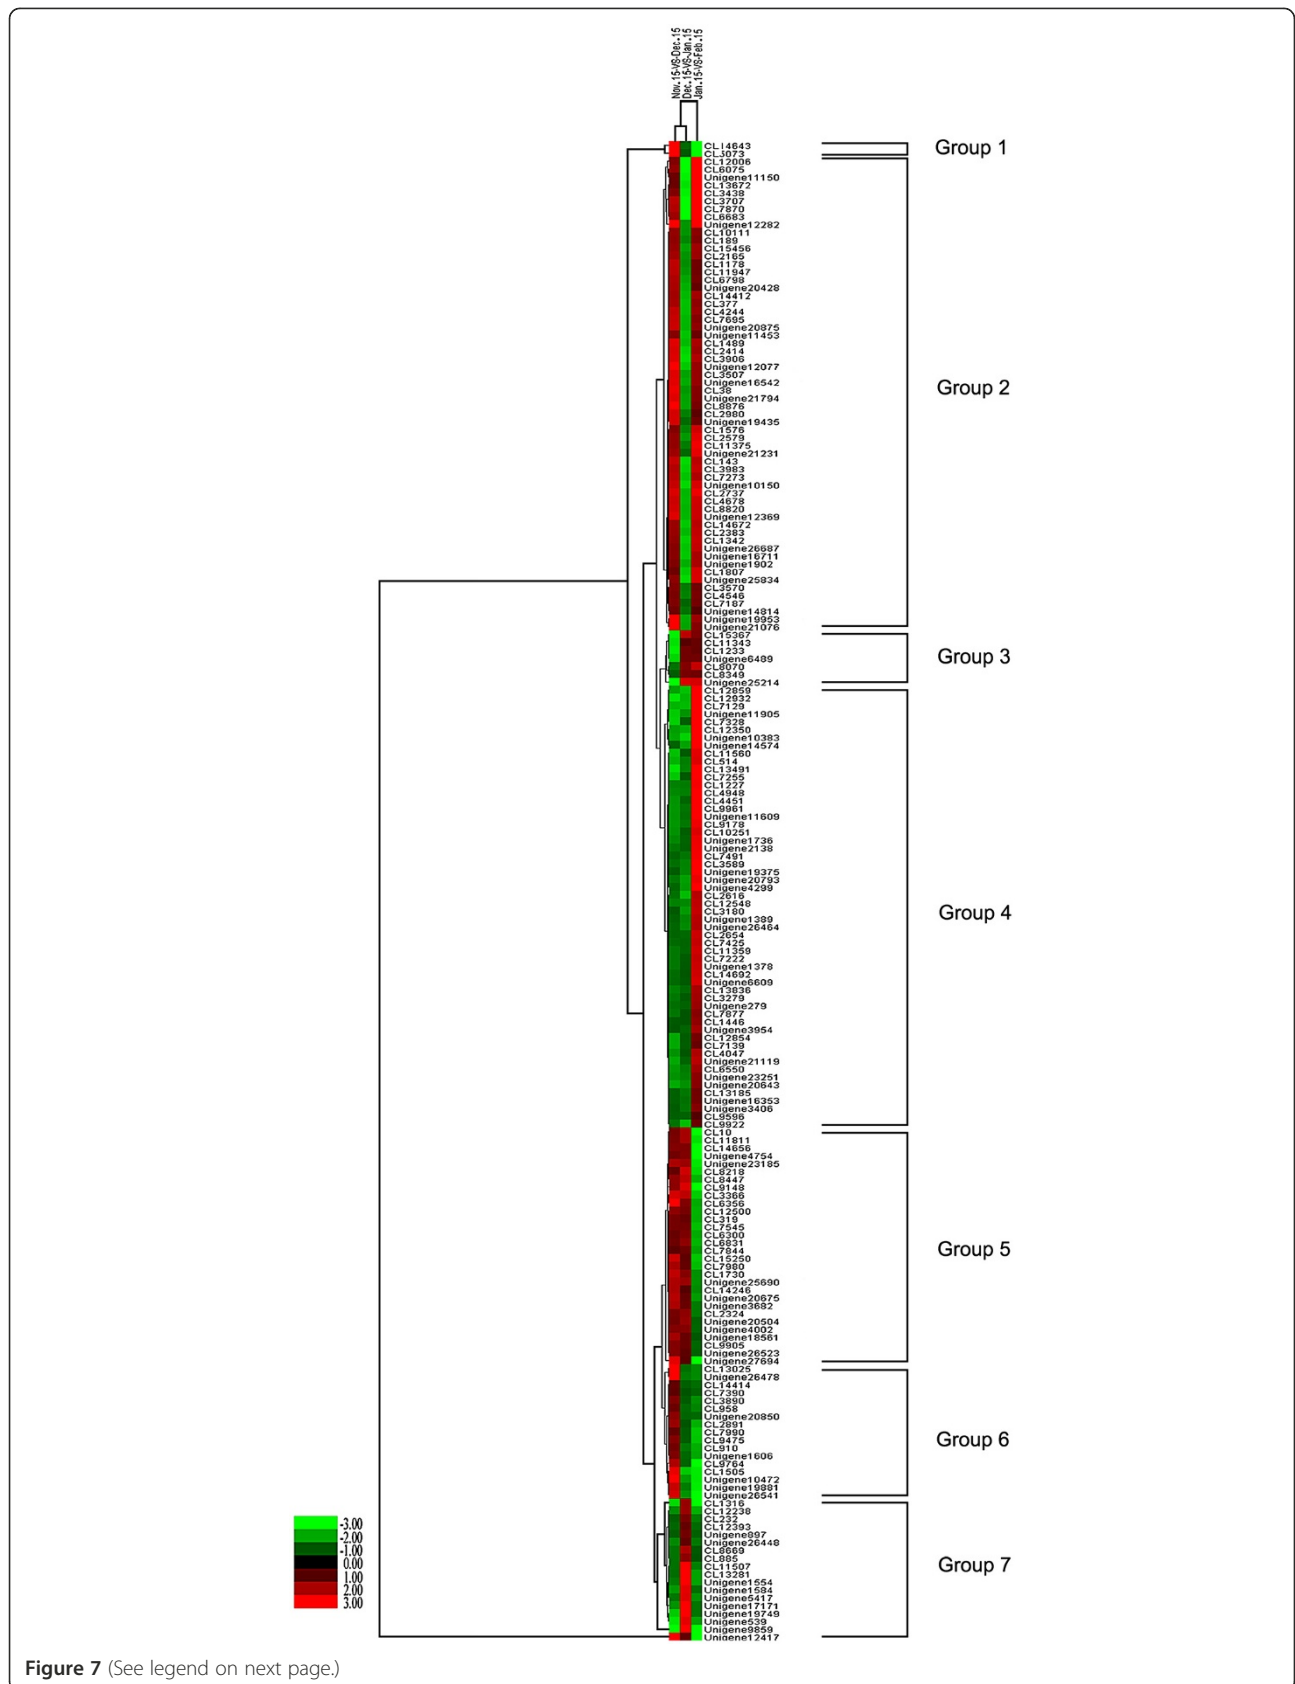 Nov.15-VS-Dec.15
Dec.15-VS-Jan.15
Jan.15-VS-Feb.15
CL14643
CL5073
CL12006
CL6075
Unigene11150
CL13672
CL3438
CL3707
CL7870
CL6683
Unigene12282
CL10111
CL189
CL15456
CL2165
CL1178
CL11947
CL6798
Unigene20428
CL14412
CL377
CL4244
CL7695
Unigene20875
Unigene11453
CL1489
CL2414
CL3906
Unigene12077
CL3507
Unigene16542
CL38
Unigene21794
CL8876
CL2980
Unigene19435
CL1576
CL2579
CL11375
Unigene21231
CL143
CL3983
CL7273
Unigene10150
CL2737
CL4678
CL8820
Unigene12369
CL14672
CL2383
CL1342
Unigene26687
Unigene16711
Unigene1902
CL1807
Unigene25834
CL3570
CL4546
CL7187
Unigene14814
Unigene19953
Unigene21076
CL15367
CL11343
CL1233
Unigene6489
CL8070
CL8349
Unigene25214
CL12859
CL12932
CL7129
Unigene11905
CL7328
CL12350
Unigene10383
Unigene14574
CL11560
CL514
CL13491
CL7255
CL1227
CL4948
CL4451
CL9961
Unigene11609
CL9178
CL10251
Unigene1736
Unigene2138
CL7491
CL3589
Unigene19375
Unigene20793
Unigene4299
CL2616
CL12548
CL3180
Unigene1389
Unigene26464
CL2654
CL7425
CL11359
CL7222
Unigene1378
CL14692
Unigene6609
CL13836
CL3279
Unigene279
CL7877
CL1446
Unigene3954
CL12854
CL7139
CL4047
Unigene21119
CL6550
Unigene23251
Unigene20643
CL13185
Unigene16353
Unigene3406
CL9596
CL9922
CL10
CL11811
CL14656
Unigene4754
Unigene23185
CL8218
CL8447
CL9148
CL3366
CL6356
CL12500
CL319
CL7545
CL6300
CL6831
CL7844
CL15250
CL7980
CL1730
Unigene25690
CL14246
Unigene20675
Unigene3682
CL2324
Unigene20504
Unigene4002
Unigene18561
CL9905
Unigene26523
Unigene27694
CL13025
Unigene26478
CL14414
CL7390
CL3890
CL958
Unigene20850
CL2891
CL7990
CL9475
CL910
Unigene1606
CL9764
CL1505
Unigene10472
Unigene19881
Unigene26541
CL1316
CL12238
CL232
CL12393
Unigene897
Unigene26448
CL8669
CL885
CL11507
CL13281
Unigene1554
Unigene1584
Unigene5417
Unigene17171
Unigene19749
Unigene539
Unigene9859
Unigene12417
Group 1
Group 2
Group 3
Group 4
Group 5
Group 6
Group 7
-3.00
-2.00
-1.00
0.00
1.00
2.00
3.00
Figure 7 (See legend on next page.)